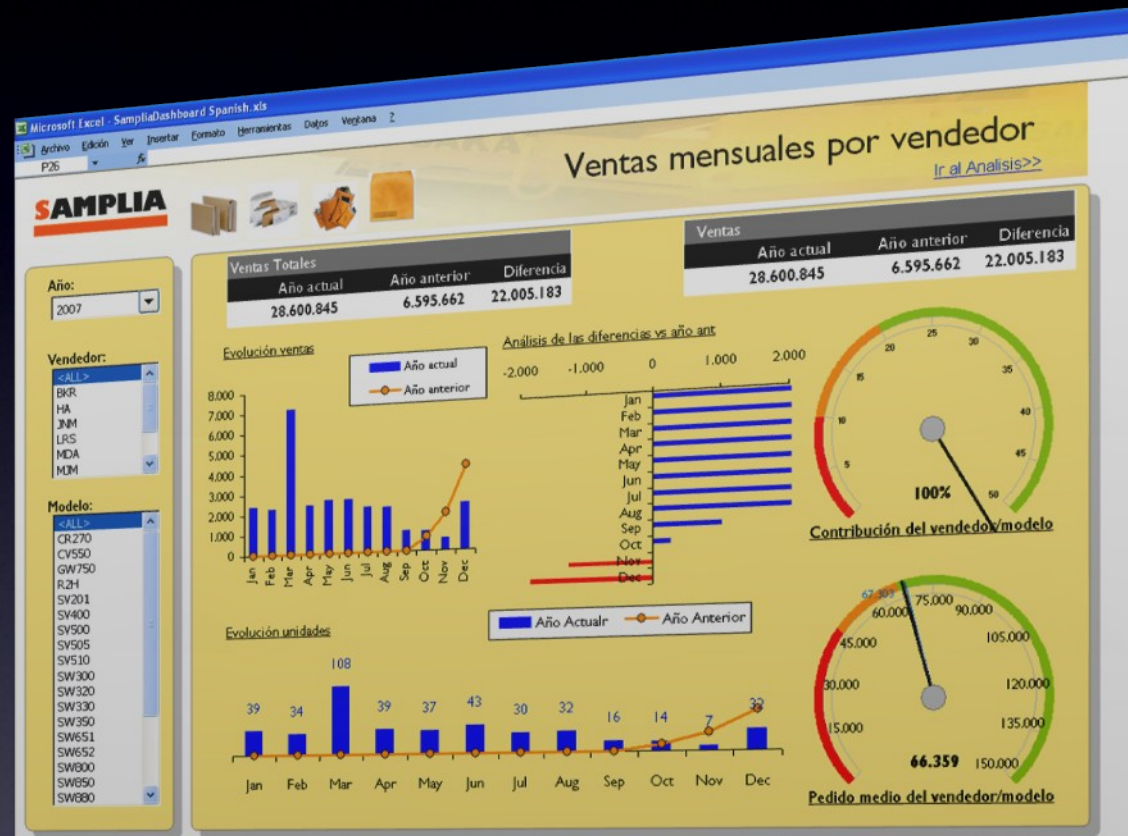 Microsoft Excel - SampliaDashboard Spanish.xls
Archivo Edición Ver Insertar Formato Herramientas Datos Ventana ?
P26 fx
SAMPLIA
Ventas mensuales por vendedor
Ir al Analisis>>
Año:
2007
Vendedor:
<ALL>
BKR
HA
JNM
LRS
MDA
MJM
Modelo:
<ALL>
CR270
CV550
GW750
R2H
SV201
SV400
SV500
SV505
SV510
SW300
SW320
SW330
SW350
SW651
SW652
SW800
SW850
SW880
Ventas Totales
Año actual Año anterior Diferencia
28.600.845 6.595.662 22.005.183
Ventas
Año actual Año anterior Diferencia
28.600.845 6.595.662 22.005.183
Evolución ventas
Año actual
Año anterior
8.000
7.000
6.000
5.000
4.000
3.000
2.000
1.000
0
Jan Feb Mar Apr May Jun Jul Aug Sep Oct Nov Dec
Análisis de las diferencias vs año ant
-2.000 -1.000 0 1.000 2.000
Jan
Feb
Mar
Apr
May
Jun
Jul
Aug
Sep
Oct
Nov
Dec
5 10 15 20 25 30 35 40 45 50
100%
Contribución del vendedor/modelo
Evolución unidades
Año Actualr Año Anterior
39 34 108 39 37 43 30 32 16 14 7 32
Jan Feb Mar Apr May Jun Jul Aug Sep Oct Nov Dec
15.000 30.000 45.000 60.000 75.000 90.000 105.000 120.000 135.000 150.000
66.359
Pedido medio del vendedor/modelo